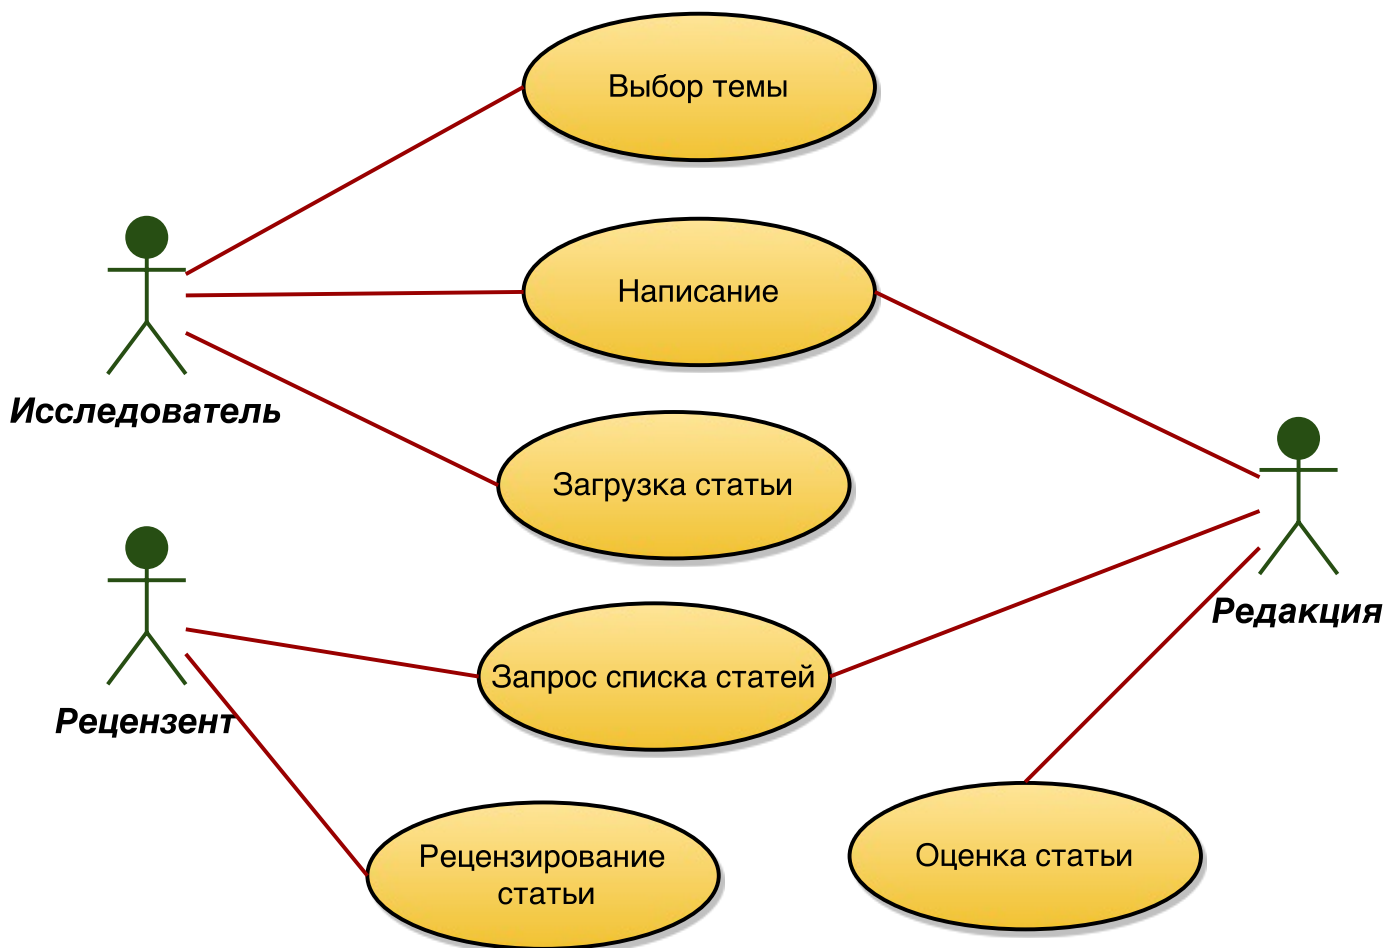 Выбор темы
Написание
Исследователь
Загрузка статьи
Редакция
Запрос списка статей
Рецензент
Рецензирование
статьи
Оценка статьи